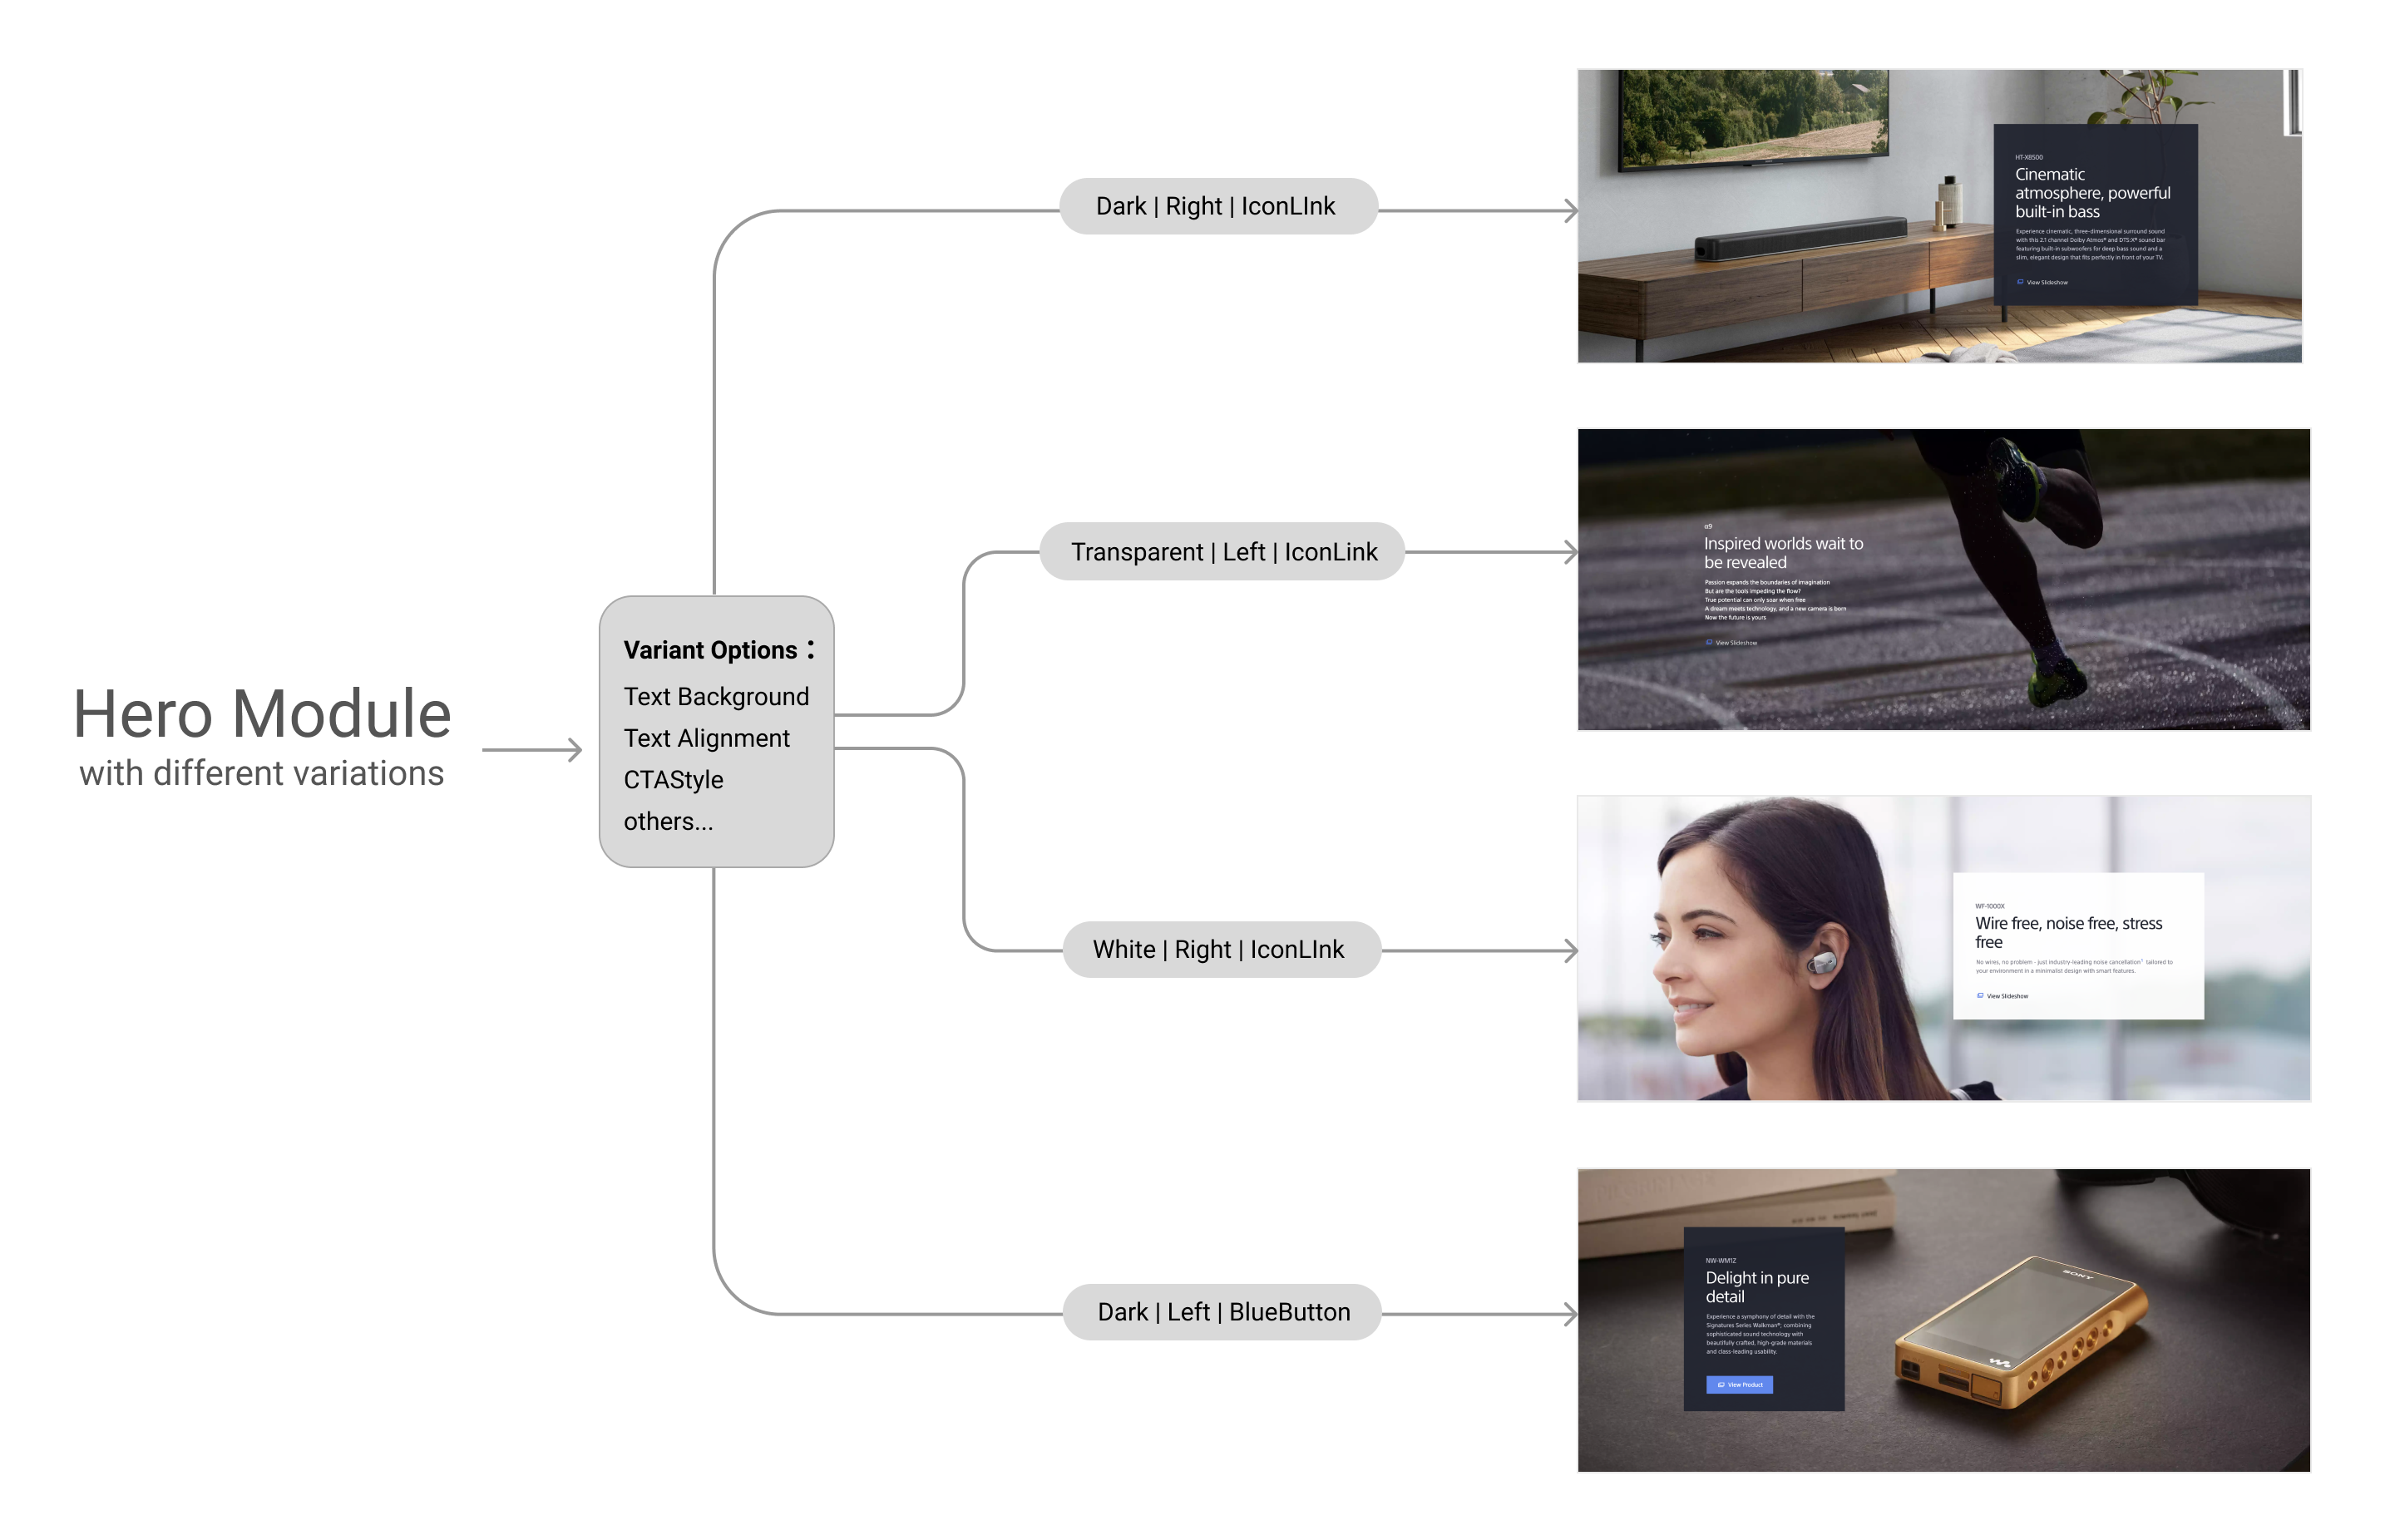 Hero Module
with different variations
Variant Options：
Text Background
Text Alignment
CTAStyle
others...
Dark | Right | IconLInk
HT-X8500
Cinematic
atmosphere, powerful
built-in bass
Experience cinematic, three-dimensional surround sound
with this 2.1 channel Dolby Atmos® and DTS:X® sound bar
featuring built-in subwoofers for deep bass sound and a
slim, elegant design that fits perfectly in front of your TV.
View Slideshow
Transparent | Left | IconLink
α9
Inspired worlds wait to
be revealed
Passion expands the boundaries of imagination
But are the tools impeding the flow?
True potential can only soar when free
A dream meets technology, and a new camera is born
Now the future is yours
View Slideshow
White | Right | IconLInk
WF-1000X
Wire free, noise free, stress
free
No wires, no problem - just industry-leading noise cancellation¹ tailored to
your environment in a minimalist design with smart features.
View Slideshow
Dark | Left | BlueButton
NW-WM1Z
Delight in pure
detail
Experience a symphony of detail with the
Signatures Series Walkman®, combining
sophisticated sound technology with
beautifully crafted, high-grade materials
and class-leading usability.
View Product
SONY